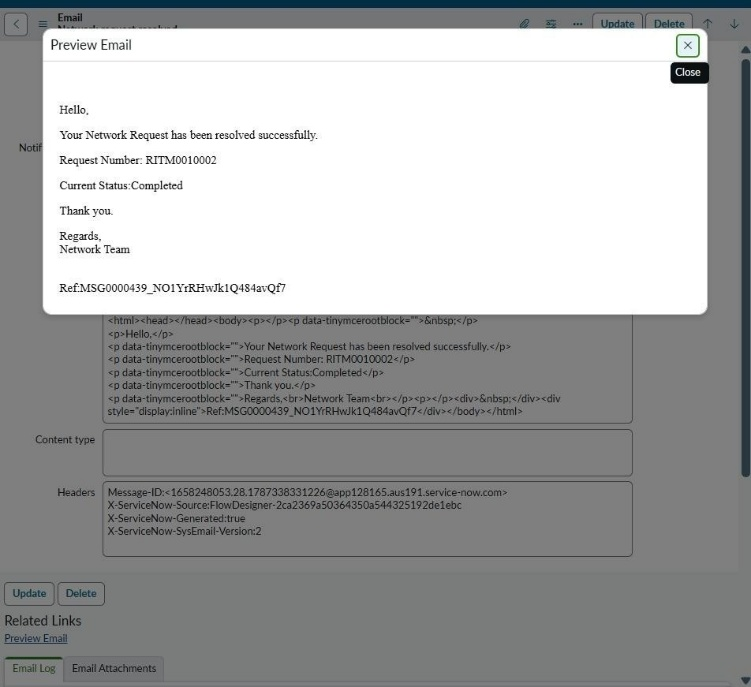 Email
Network request resolved
Update
Delete
Preview Email
Close
Hello,
Your Network Request has been resolved successfully.
Request Number: RITM0010002
Current Status:Completed
Thank you.
Regards,
Network Team
Ref:MSG0000439_NO1YrRHwJk1Q484avQf7
Notif
<html><head></head><body><p></p><p data-tinymcerootblock="">&nbsp;</p>
<p>Hello,</p>
<p data-tinymcerootblock="">Your Network Request has been resolved successfully.</p>
<p data-tinymcerootblock="">Request Number: RITM0010002</p>
<p data-tinymcerootblock="">Current Status:Completed</p>
<p data-tinymcerootblock="">Thank you.</p>
<p data-tinymcerootblock="">Regards,<br>Network Team<br></p><p></p><div>&nbsp;</div><div
style="display:inline">Ref:MSG0000439_NO1YrRHwJk1Q484avQf7</div></body></html>
Content type
Headers
Message-ID:<1658248053.28.1787338331226@app128165.aus191.service-now.com>
X-ServiceNow-Source:FlowDesigner-2ca2369a50364350a544325192de1ebc
X-ServiceNow-Generated:true
X-ServiceNow-SysEmail-Version:2
Update
Delete
Related Links
Preview Email
Email Log
Email Attachments